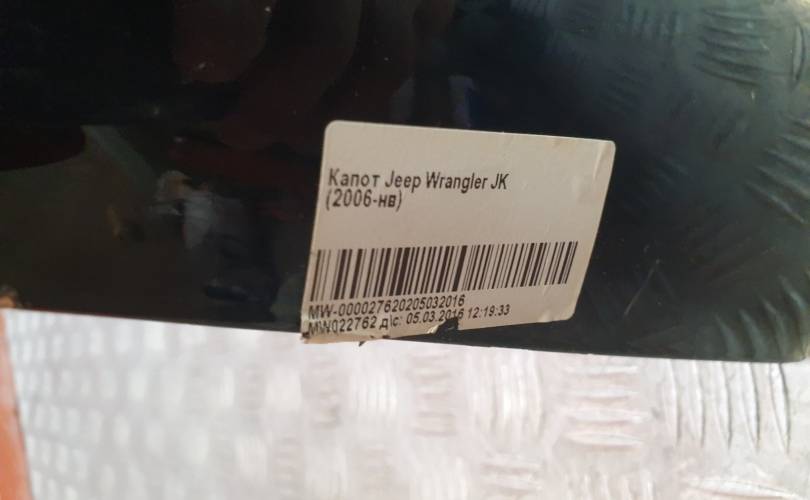 Капот Jeep Wrangler JK
(2006-нв)
MW-000027620205032016
MW022762 д\с: 05.03.2016 12:19:33